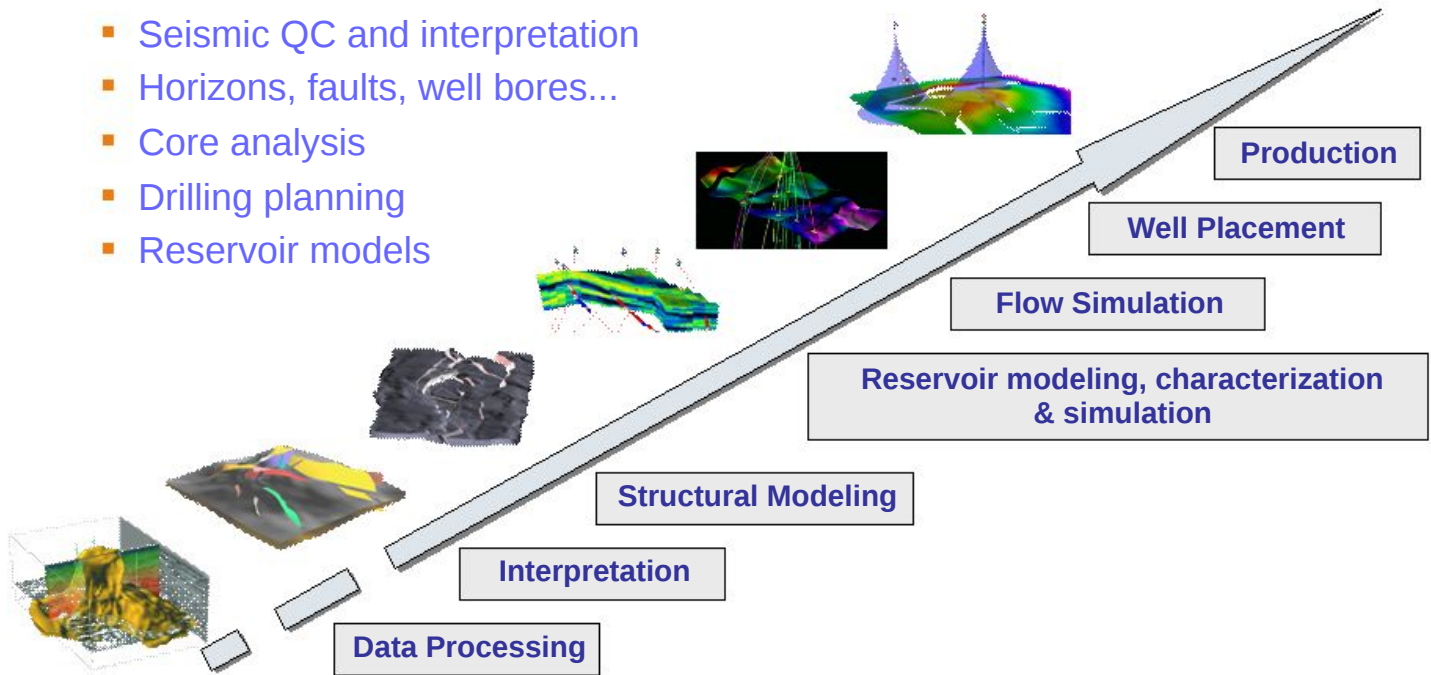 Seismic QC and interpretation
Horizons, faults, well bores...
Core analysis
Drilling planning
Reservoir models
Production
Well Placement
Flow Simulation
Reservoir modeling, characterization
& simulation
Structural Modeling
Interpretation
Data Processing